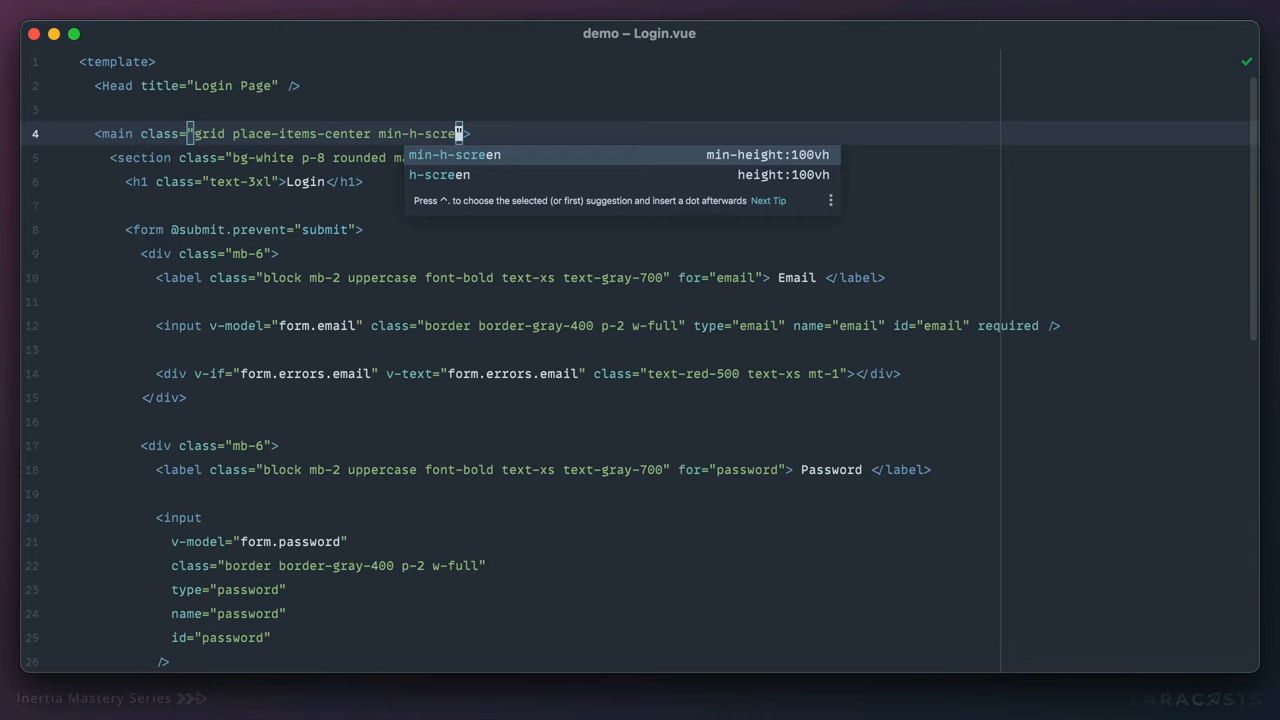 demo – Login.vue
1 <template>
2 <Head title="Login Page" />
3
4 <main class="grid place-items-center min-h-scre">
5 <section class="bg-white p-8 rounded
min-h-screen min-height:100vh
h-screen height:100vh
Press ^. to choose the selected (or first) suggestion and insert a dot afterwards Next Tip
6 <h1 class="text-3xl">Login</h1>
7
8 <form @submit.prevent="submit">
9 <div class="mb-6">
10 <label class="block mb-2 uppercase font-bold text-xs text-gray-700" for="email"> Email </label>
11
12 <input v-model="form.email" class="border border-gray-400 p-2 w-full" type="email" name="email" id="email" required />
13
14 <div v-if="form.errors.email" v-text="form.errors.email" class="text-red-500 text-xs mt-1"></div>
15 </div>
16
17 <div class="mb-6">
18 <label class="block mb-2 uppercase font-bold text-xs text-gray-700" for="password"> Password </label>
19
20 <input
21 v-model="form.password"
22 class="border border-gray-400 p-2 w-full"
23 type="password"
24 name="password"
25 id="password"
26 />
Inertia Mastery Series
LARACASTS